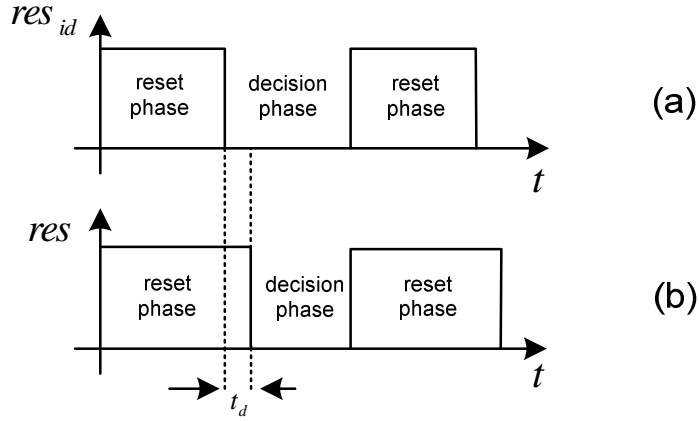 res id
reset
phase
decision
phase
reset
phase
(a)
t
res
reset
phase
decision
phase
reset
phase
(b)
t
t d